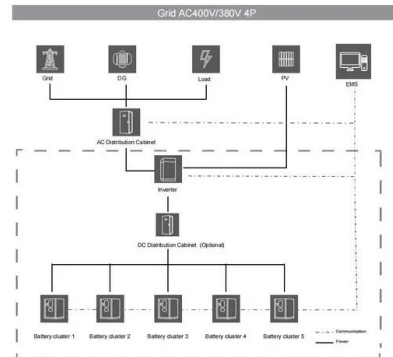 Grid AC400V/380V 4P
Grid
DG
Load
PV
EMS
AC Distribution Cabinet
Inverter
DC Distribution Cabinet (Optional)
Battery cluster 1
Battery cluster 2
Battery cluster 3
Battery cluster 4
Battery cluster 5
Communication
Power